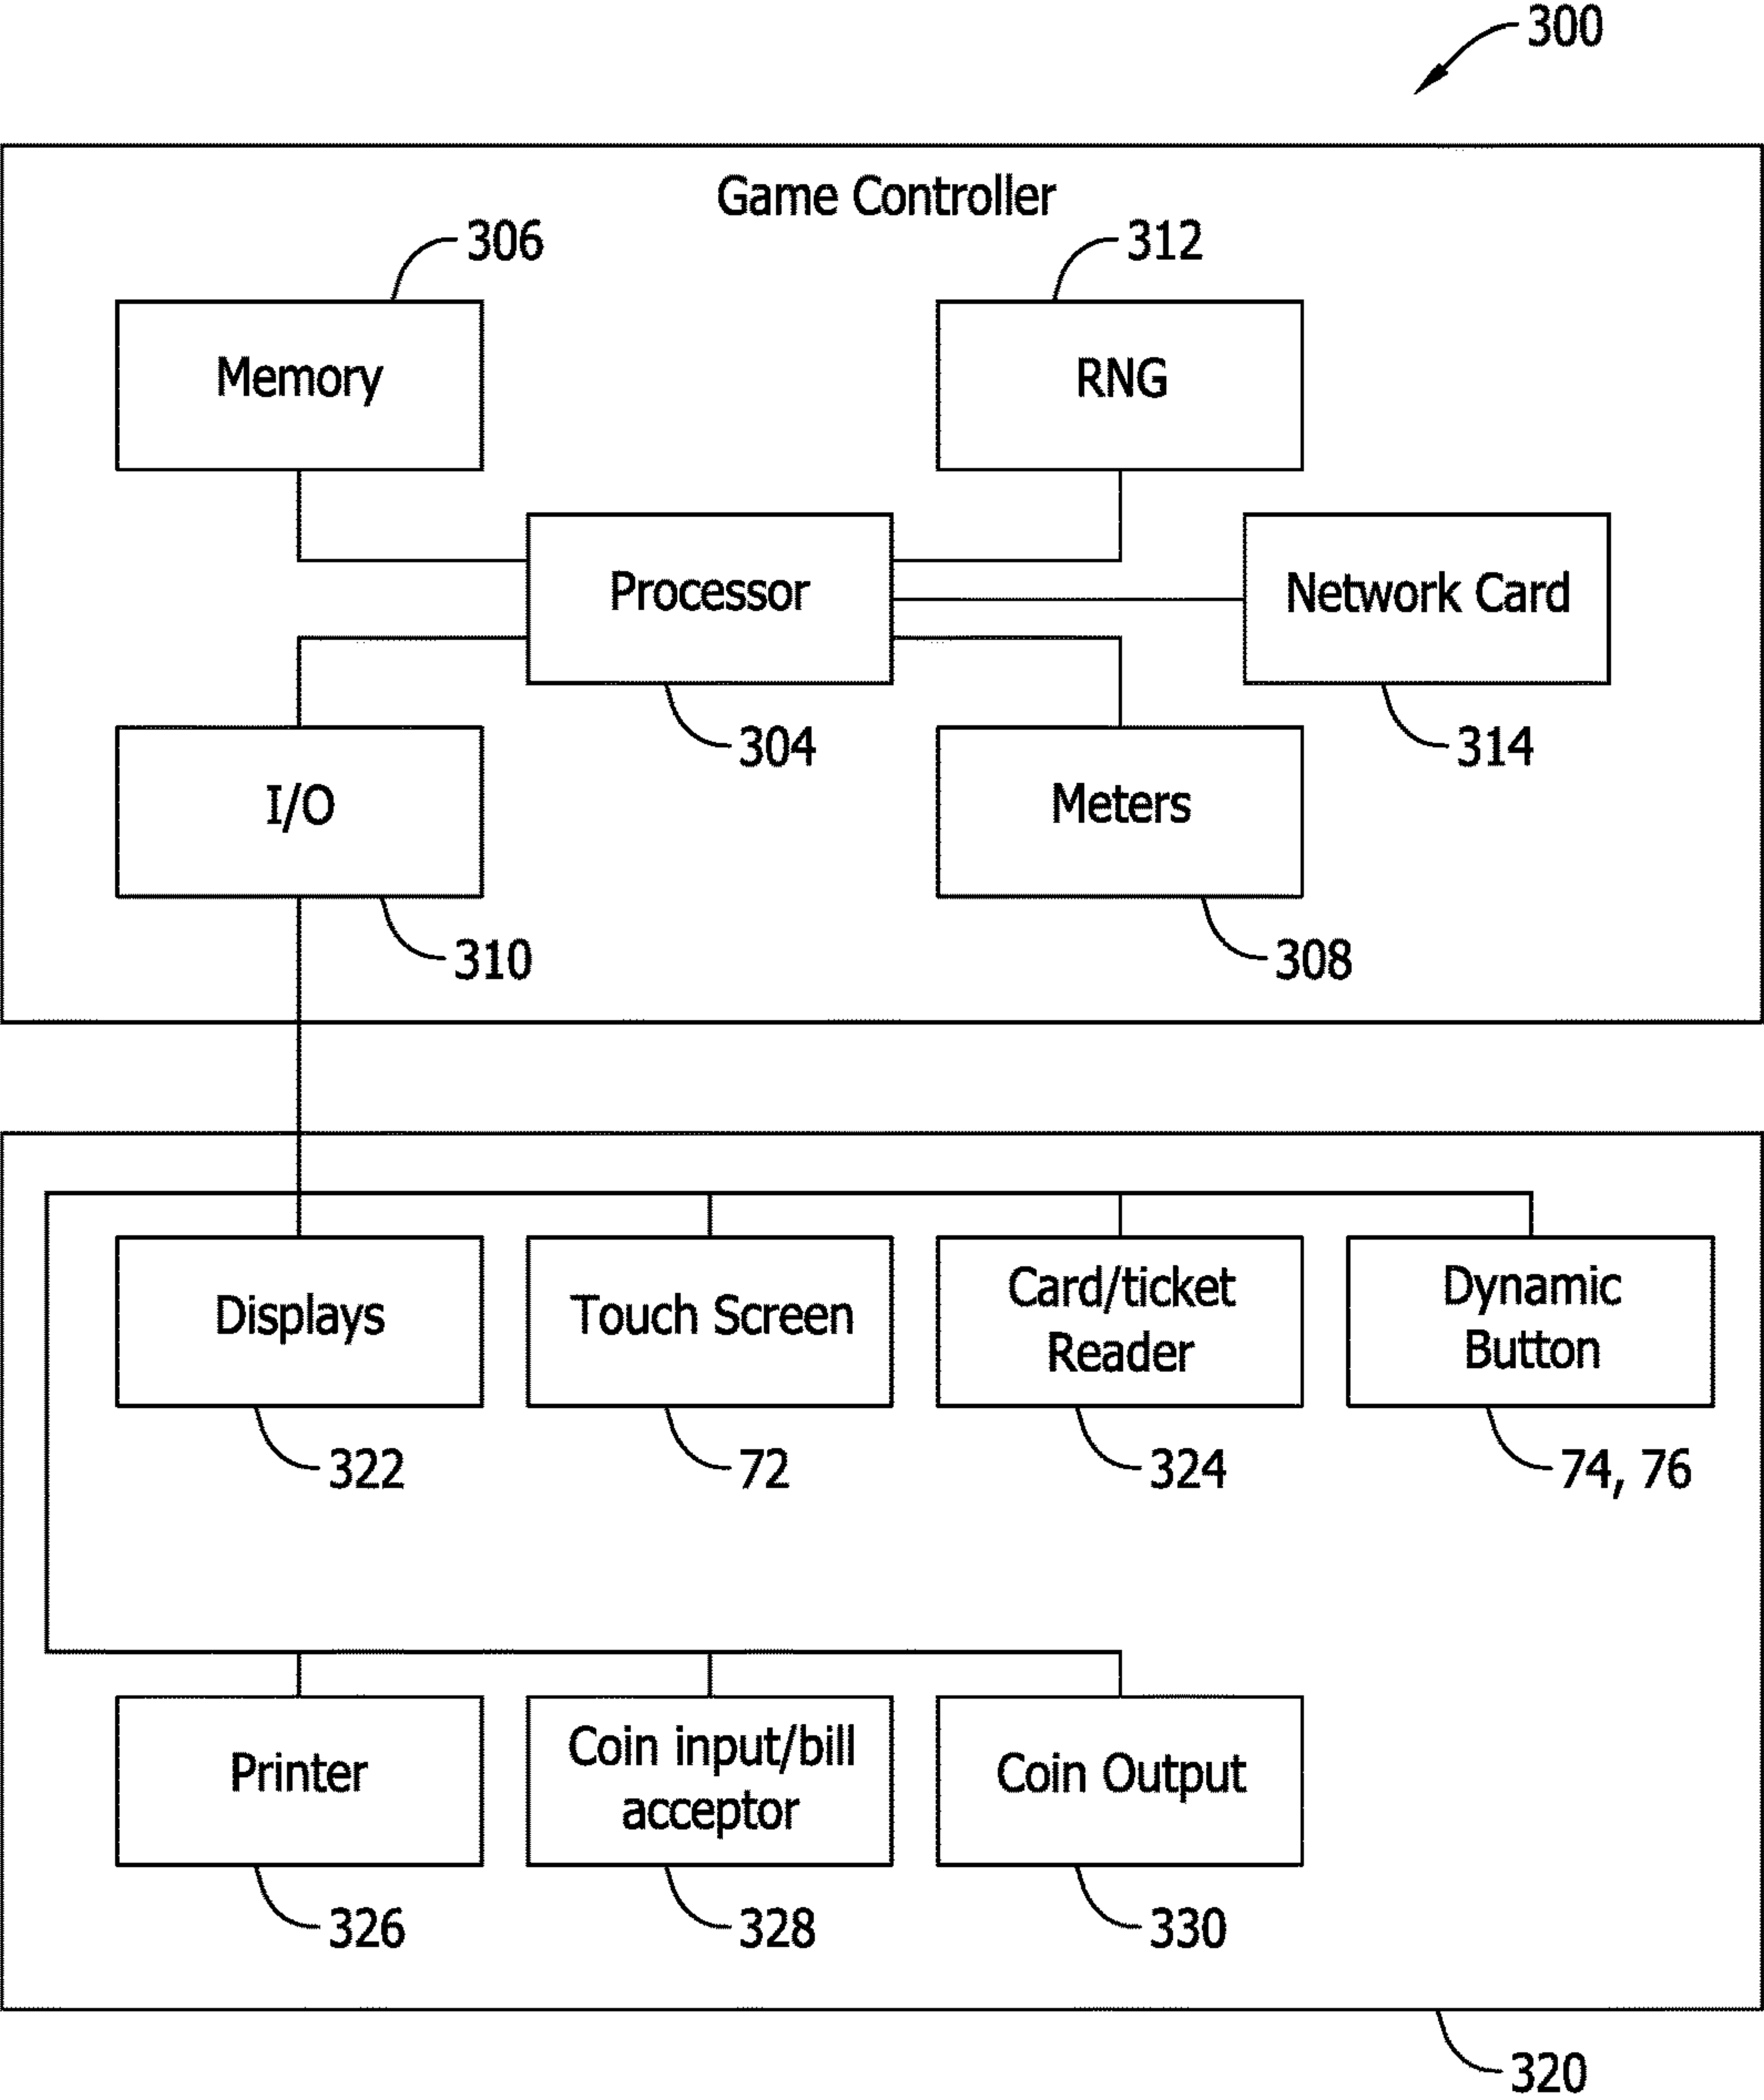 300
Game Controller
306
312
Memory
RNG
Processor
Network Card
304
314
I/O
Meters
310
308
Displays
Touch Screen
Card/ticket
Reader
Dynamic
Button
322
72
324
74, 76
Printer
Coin input/bill
acceptor
Coin Output
326
328
330
320